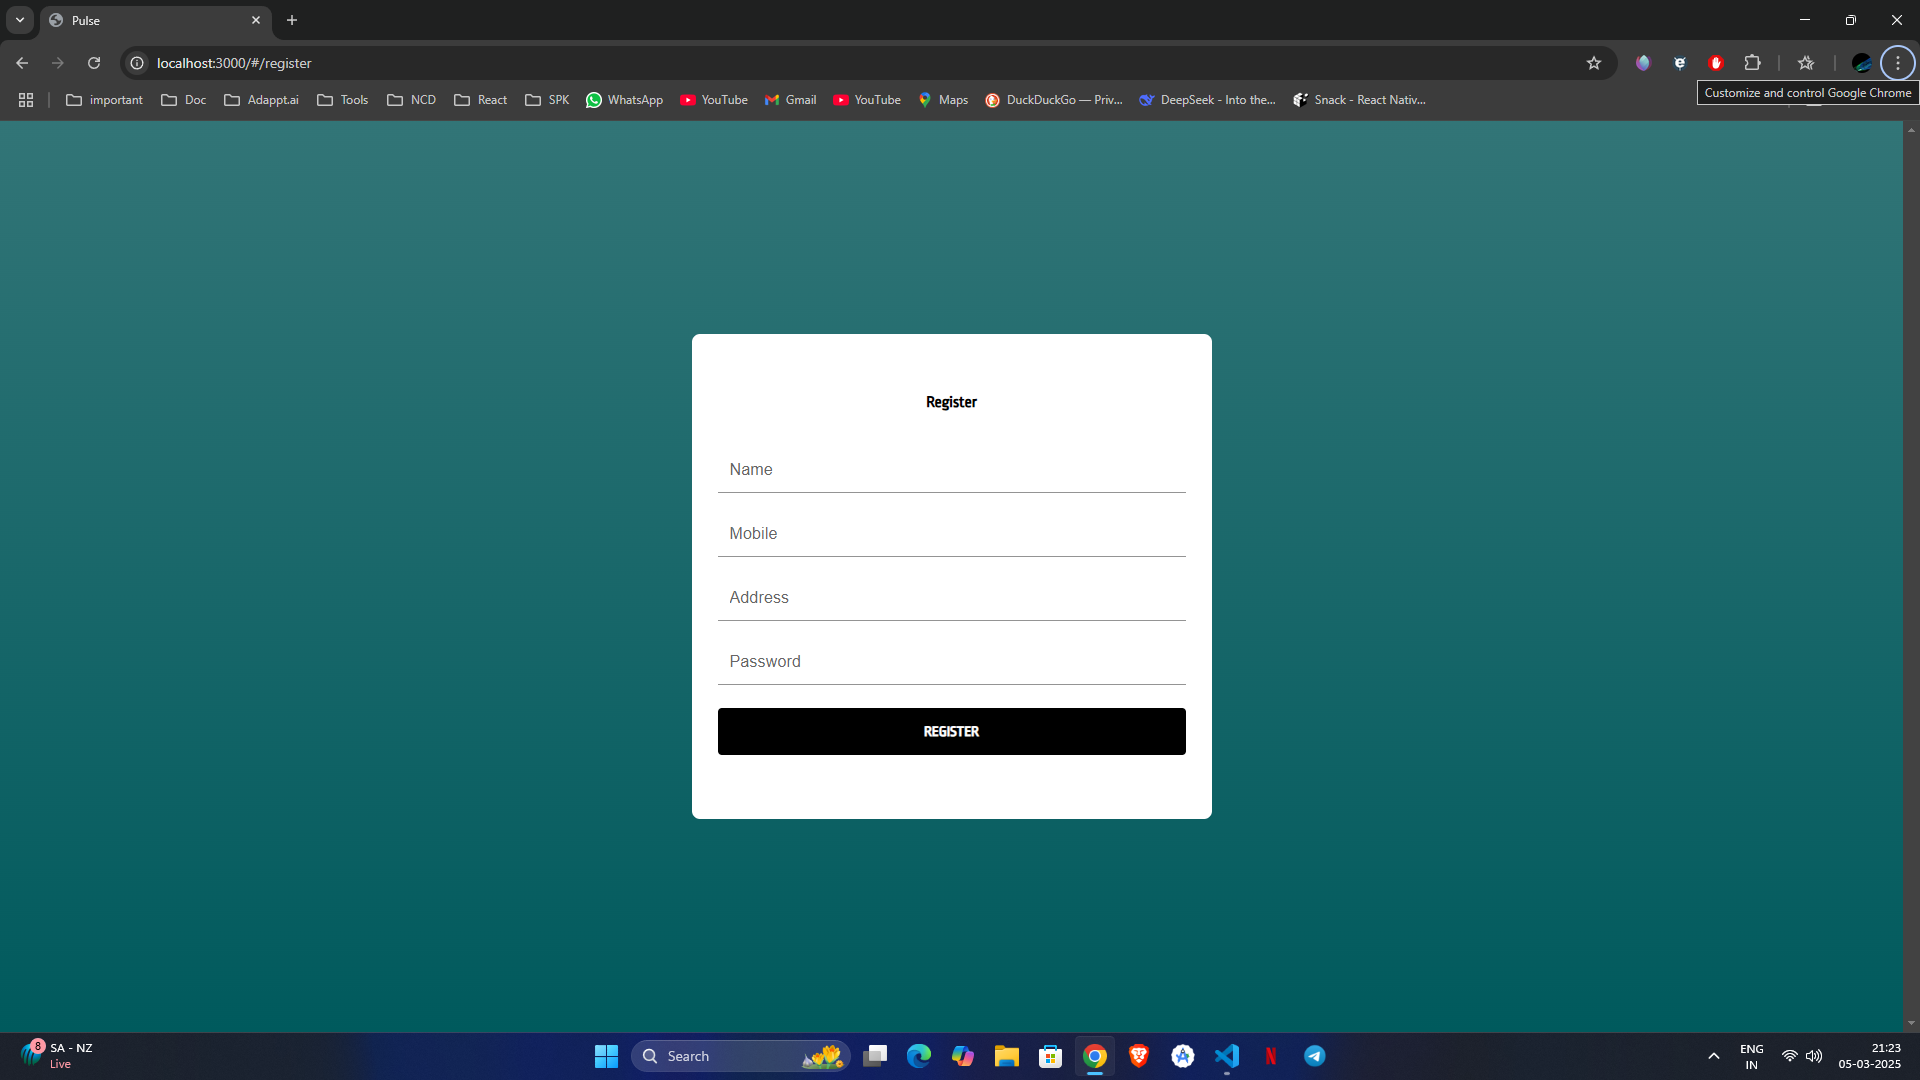 Pulse
localhost:3000/#/register
important Doc Adappt.ai Tools NCD React SPK WhatsApp YouTube Gmail YouTube Maps DuckDuckGo — Priv... DeepSeek - Into the... Snack - React Nativ...
Customize and control Google Chrome
Register
Name
Mobile
Address
Password
REGISTER
8
SA - NZ
Live
Search
ENG
IN
21:23
05-03-2025